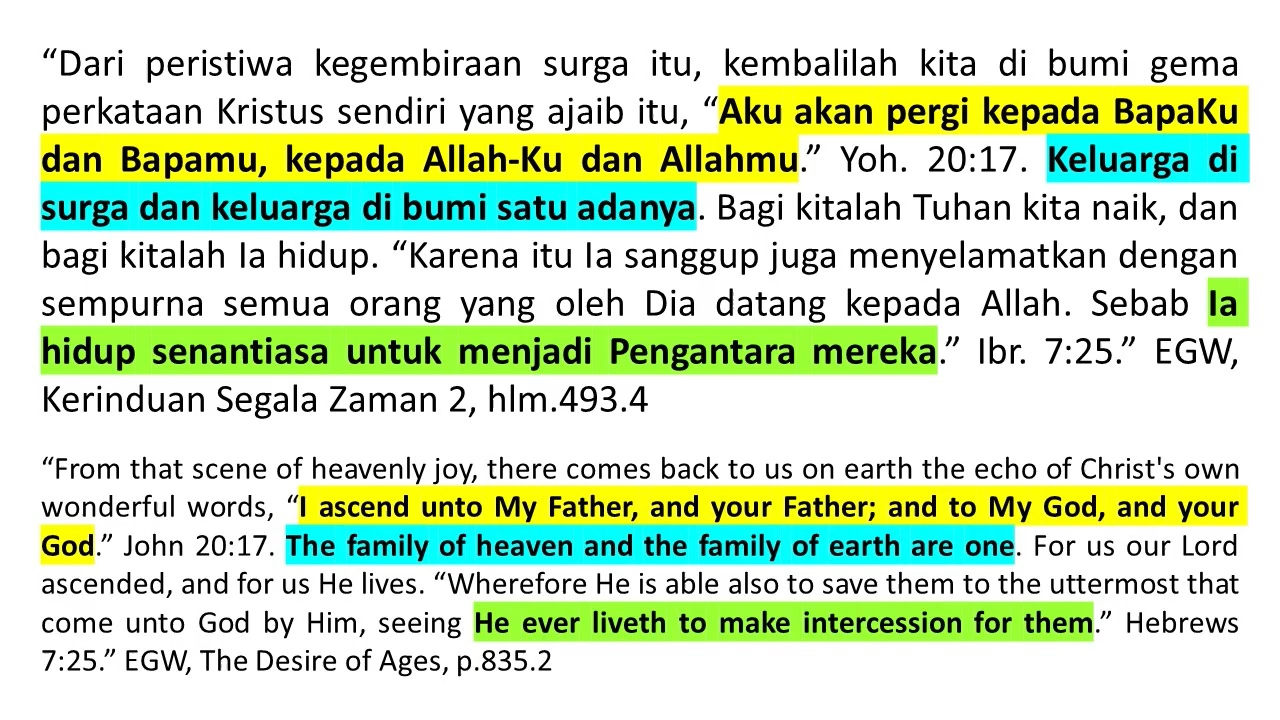 “Dari peristiwa kegembiraan surga itu, kembalilah kita di bumi gema
perkataan Kristus sendiri yang ajaib itu, “Aku akan pergi kepada BapaKu
dan Bapamu, kepada Allah-Ku dan Allahmu.” Yoh. 20:17. Keluarga di
surga dan keluarga di bumi satu adanya. Bagi kitalah Tuhan kita naik, dan
bagi kitalah Ia hidup. “Karena itu Ia sanggup juga menyelamatkan dengan
sempurna semua orang yang oleh Dia datang kepada Allah. Sebab Ia
hidup senantiasa untuk menjadi Pengantara mereka.” Ibr. 7:25.” EGW,
Kerinduan Segala Zaman 2, hlm.493.4
“From that scene of heavenly joy, there comes back to us on earth the echo of Christ's own
wonderful words, “I ascend unto My Father, and your Father; and to My God, and your
God.” John 20:17. The family of heaven and the family of earth are one. For us our Lord
ascended, and for us He lives. “Wherefore He is able also to save them to the uttermost that
come unto God by Him, seeing He ever liveth to make intercession for them.” Hebrews
7:25.” EGW, The Desire of Ages, p.835.2